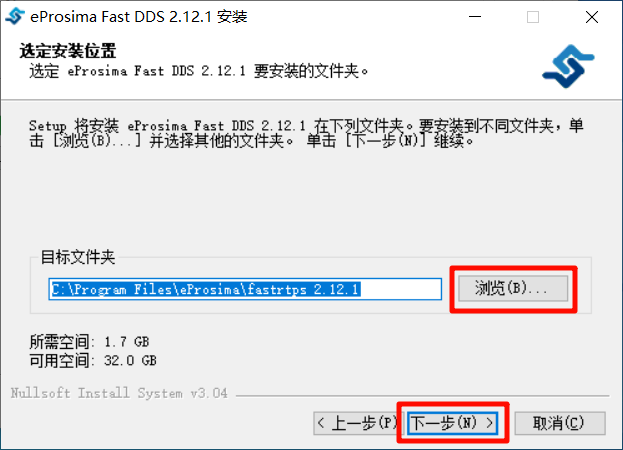 eProsima Fast DDS 2.12.1 安装
选定安装位置
选定 eProsima Fast DDS 2.12.1 要安装的文件夹。
Setup 将安装 eProsima Fast DDS 2.12.1 在下列文件夹。要安装到不同文件夹，单
击 [浏览(B)...] 并选择其他的文件夹。 单击 [下一步(N)] 继续。
目标文件夹
C:\Program Files\eProsima\fastrtps 2.12.1
浏览(B)...
所需空间: 1.7 GB
可用空间: 32.0 GB
Nullsoft Install System v3.04
< 上一步(P)
下一步(N) >
取消(C)